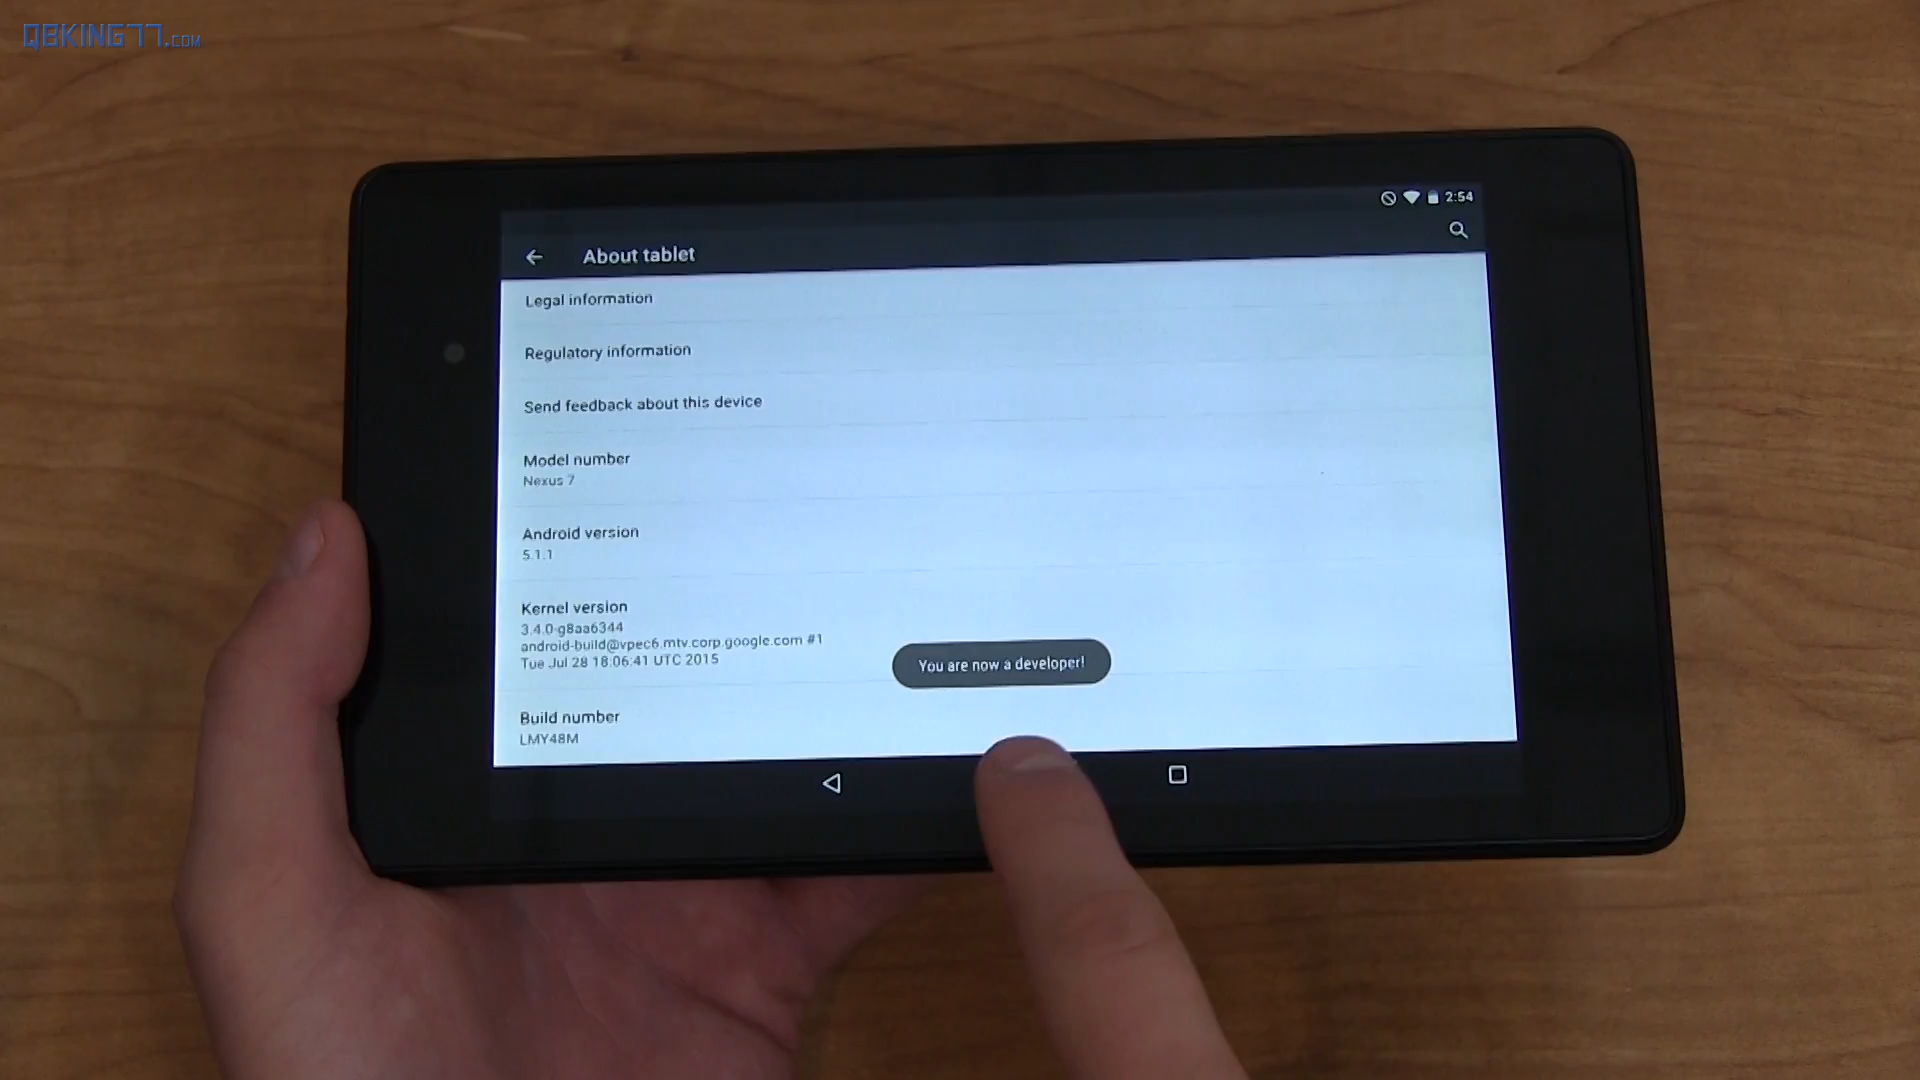 QBKING77.COM
2:54
About tablet
Legal information
Regulatory information
Send feedback about this device
Model number
Nexus 7
Android version
5.1.1
Kernel version
3.4.0-g8aa6344
android-build@vpec6.mtv.corp.google.com #1
Tue Jul 28 18:06:41 UTC 2015
You are now a developer!
Build number
LMY48M